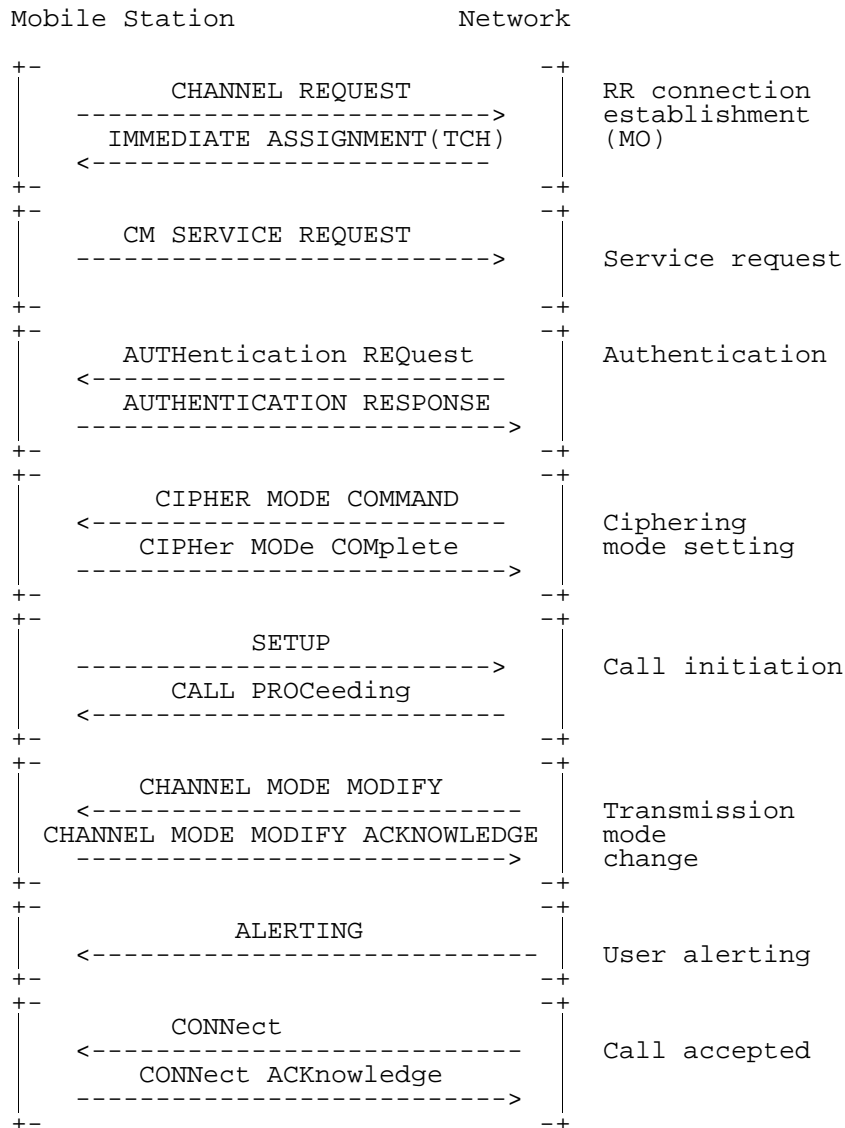 Mobile Station Network
CHANNEL REQUEST RR connection
establishment
IMMEDIATE ASSIGNMENT(TCH) (MO)
CM SERVICE REQUEST
Service request
AUTHentication REQuest Authentication
AUTHENTICATION RESPONSE
CIPHER MODE COMMAND
Ciphering
CIPHer MODe COMplete mode setting
SETUP
Call initiation
CALL PROCeeding
CHANNEL MODE MODIFY
Transmission
CHANNEL MODE MODIFY ACKNOWLEDGE mode
change
ALERTING
User alerting
CONNect
Call accepted
CONNect ACKnowledge